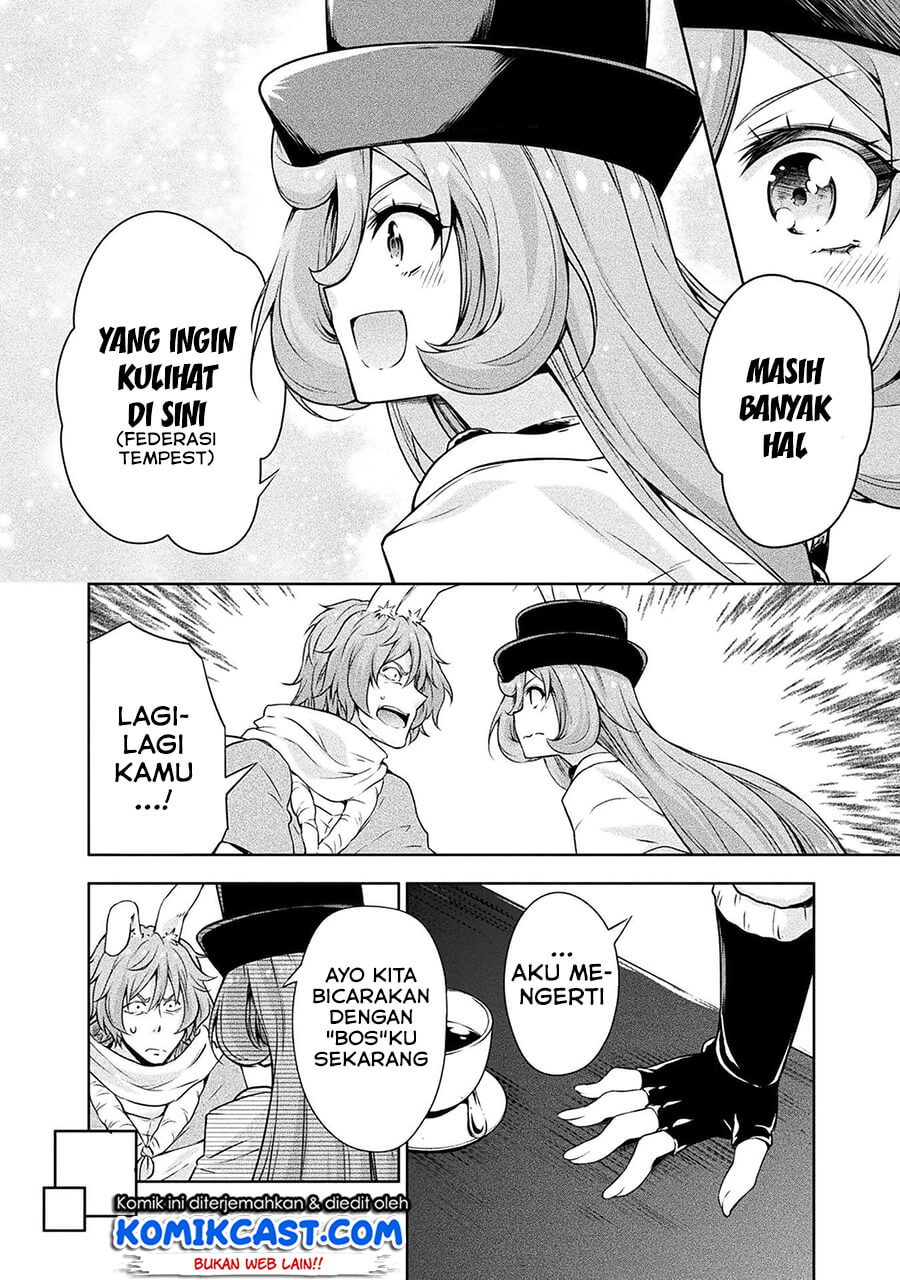 MASIH
BANYAK
HAL
YANG INGIN
KULIHAT
DI SINI
(FEDERASI
TEMPEST)
LAGI-
LAGI
KAMU
...!
...
AKU ME-
NGERTI
AYO KITA
BICARAKAN
DENGAN
"BOS"KU
SEKARANG
Komik ini diterjemahkan & diedit oleh
KOMIKCAST.COM
BUKAN WEB LAIN!!